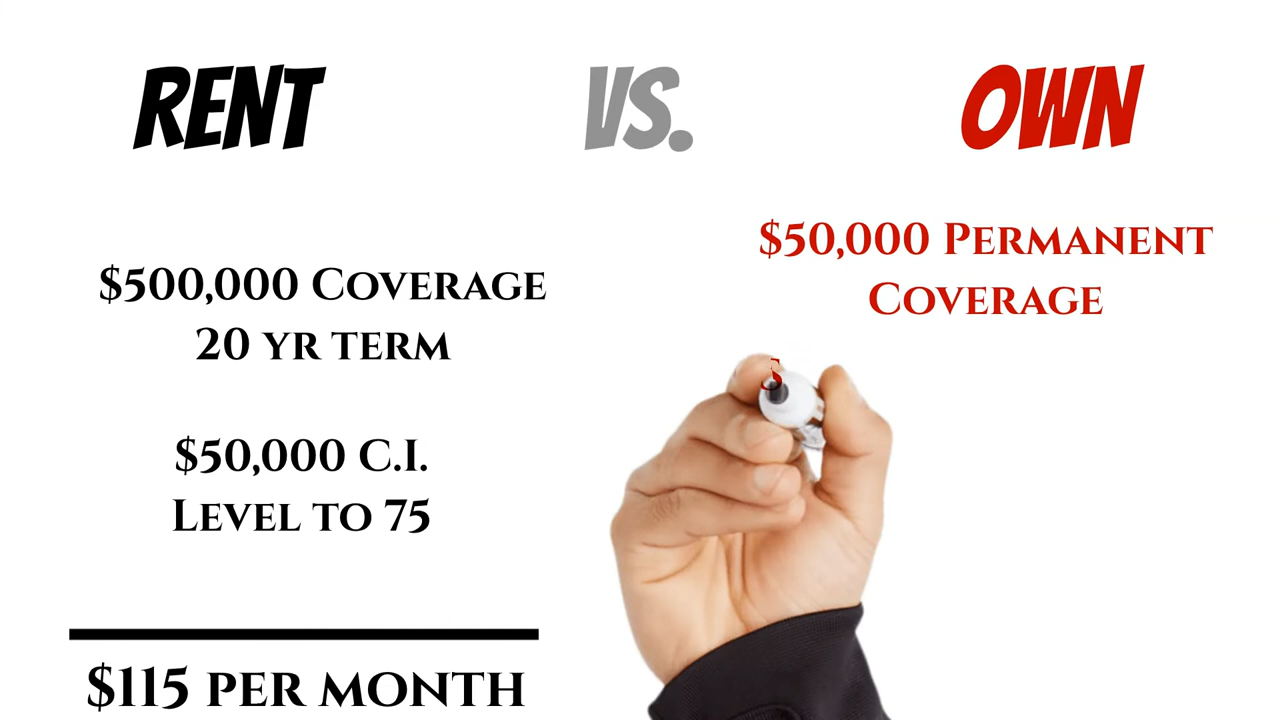 RENT VS. OWN
$500,000 Coverage
20 yr term
$50,000 C.I.
Level to 75
$115 per month
$50,000 Permanent
Coverage